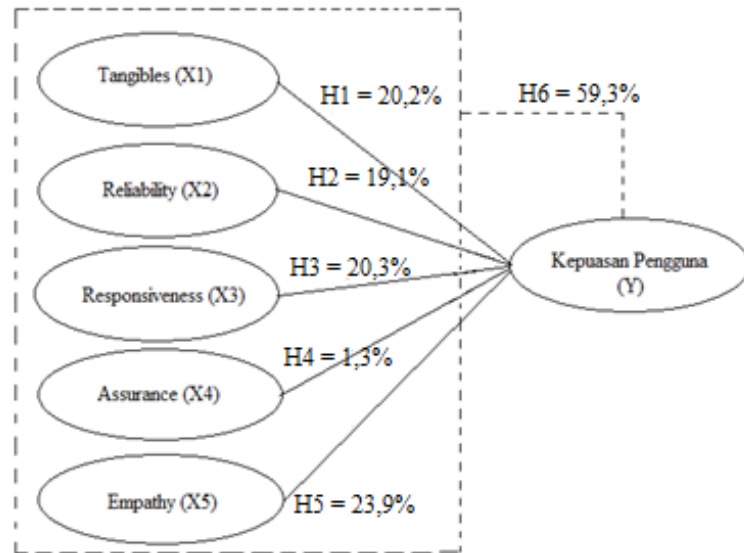 Tangibles (X1)
H1 = 20,2%
H6 = 59,3%
Reliability (X2)
H2 = 19,1%
Responsiveness (X3)
H3 = 20,3%
Kepuasan Pengguna
(Y)
Assurance (X4)
H4 = 1,3%
Empathy (X5)
H5 = 23,9%